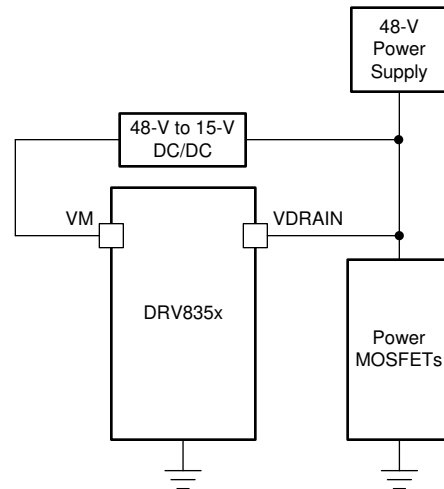 48-V
Power
Supply
48-V to 15-V
DC/DC
VM
VDRAIN
DRV835x
Power
MOSFETs